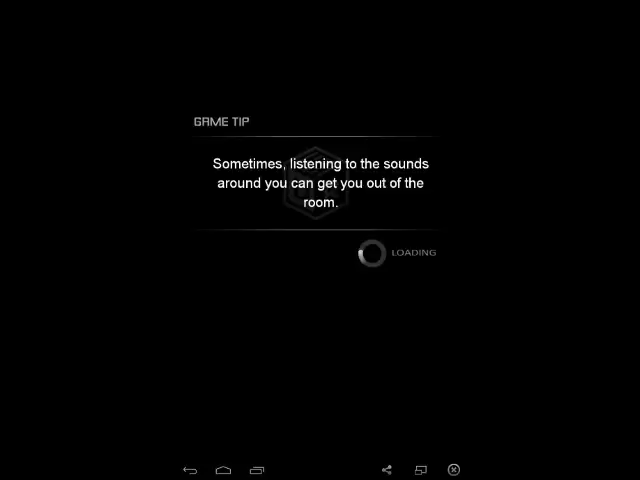 GAME TIP
Sometimes, listening to the sounds
around you can get you out of the
room.
LOADING